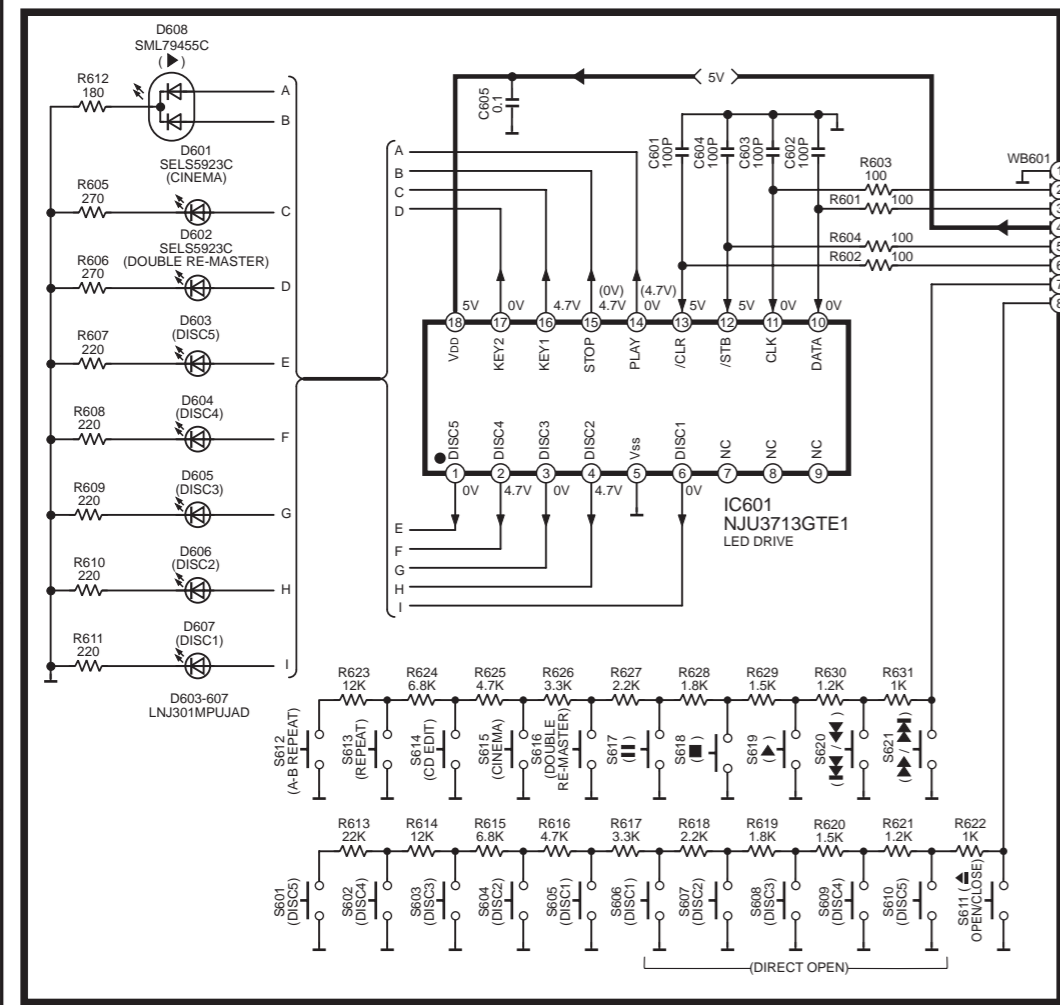 D608
SML79455C
( ▶ )
R612
180
A
B
D601
SELS5923C
(CINEMA)
R605
270
C
D602
SELS5923C
(DOUBLE RE-MASTER)
R606
270
D
D603
(DISC5)
R607
220
E
D604
(DISC4)
R608
220
F
D605
(DISC3)
R609
220
G
D606
(DISC2)
R610
220
H
D607
(DISC1)
R611
220
I
D603-607
LNJ301MPUJAD
5V
C605
0.1
C601
100P
C604
100P
C603
100P
C602
100P
A
B
C
D
R603
100
R601
100
R604
100
R602
100
WB601
1
2
3
4
5
6
7
8
(0V)
(4.7V)
5V
0V
4.7V
4.7V
0V
5V
5V
0V
0V
18
17
16
15
14
13
12
11
10
VDD
KEY2
KEY1
STOP
PLAY
/CLR
/STB
CLK
DATA
DISC5
DISC4
DISC3
DISC2
Vss
DISC1
NC
NC
NC
1
2
3
4
5
6
7
8
9
0V
4.7V
0V
4.7V
0V
IC601
NJU3713GTE1
LED DRIVE
E
F
G
H
I
R623
12K
R624
6.8K
R625
4.7K
R626
3.3K
R627
2.2K
R628
1.8K
R629
1.5K
R630
1.2K
R631
1K
S612
(A-B REPEAT)
S613
(REPEAT)
S614
(CD EDIT)
S615
(CINEMA)
S616
(DOUBLE
RE-MASTER)
S617
S618
S619
S620
S621
R613
22K
R614
12K
R615
6.8K
R616
4.7K
R617
3.3K
R618
2.2K
R619
1.8K
R620
1.5K
R621
1.2K
R622
1K
S601
(DISC5)
S602
(DISC4)
S603
(DISC3)
S604
(DISC2)
S605
(DISC1)
S606
(DISC1)
S607
(DISC2)
S608
(DISC3)
S609
(DISC4)
S610
(DISC5)
S611 (⏏
OPEN/CLOSE)
(DIRECT OPEN)